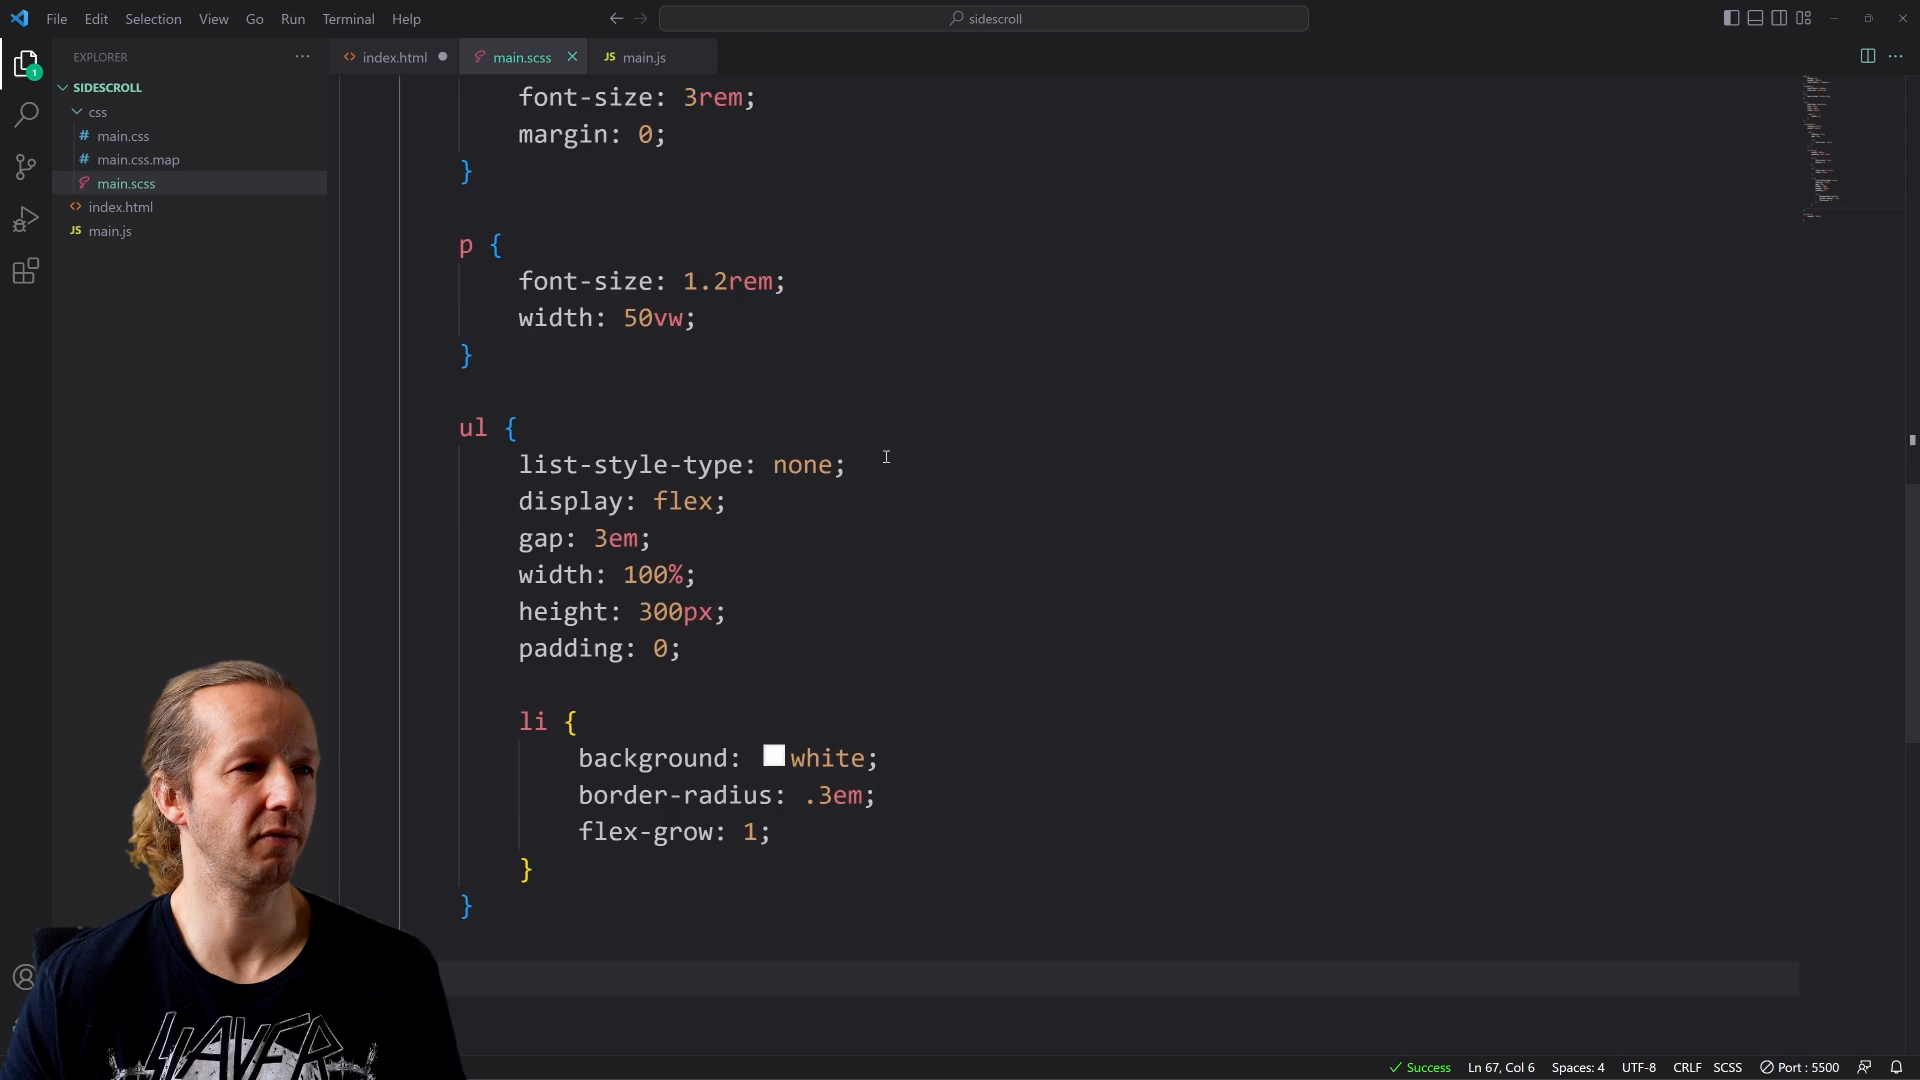 File Edit Selection View Go Run Terminal Help
sidescroll
EXPLORER
index.html
main.scss
JS main.js
SIDESCROLL
css
# main.css
# main.css.map
main.scss
<> index.html
JS main.js
1
font-size: 3rem;
margin: 0;
}
p {
font-size: 1.2rem;
width: 50vw;
}
ul {
list-style-type: none;
display: flex;
gap: 3em;
width: 100%;
height: 300px;
padding: 0;
li {
background: white;
border-radius: .3em;
flex-grow: 1;
}
}
SLAYER
Success Ln 67, Col 6 Spaces: 4 UTF-8 CRLF SCSS Port : 5500